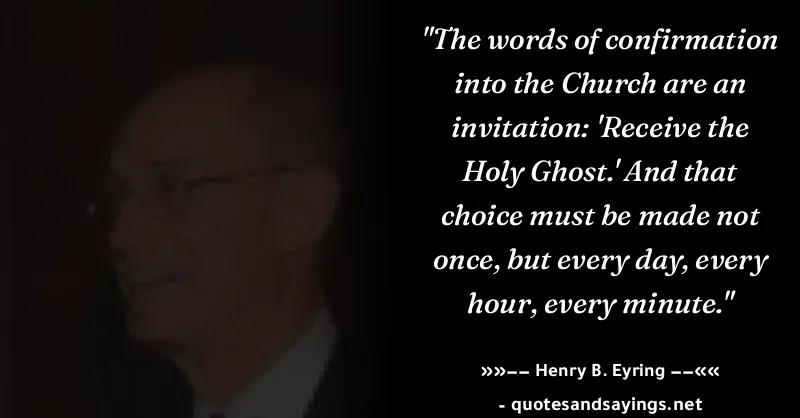 "The words of confirmation
into the Church are an
invitation: 'Receive the
Holy Ghost.' And that
choice must be made not
once, but every day, every
hour, every minute."
»»−− Henry B. Eyring −−««
- quotesandsayings.net